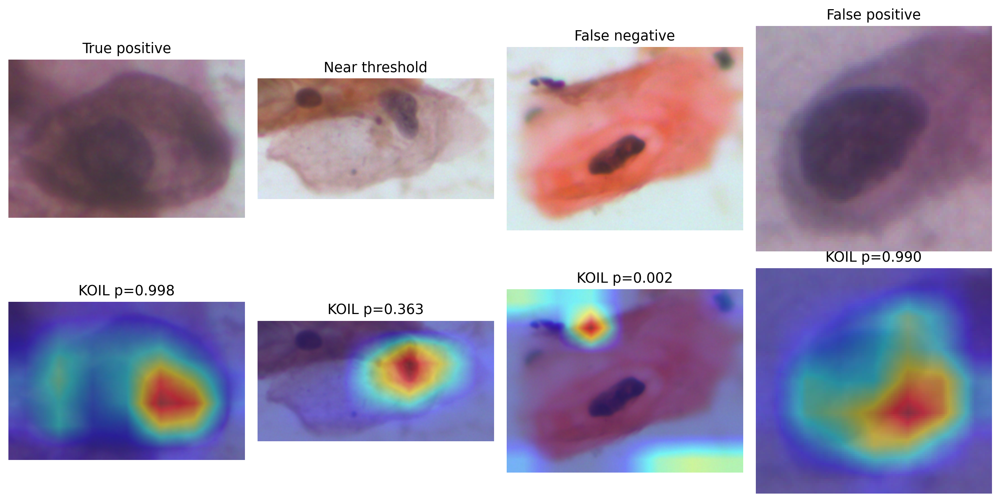 True positive
Near threshold
False negative
False positive
KOIL p=0.998
KOIL p=0.363
KOIL p=0.002
KOIL p=0.990